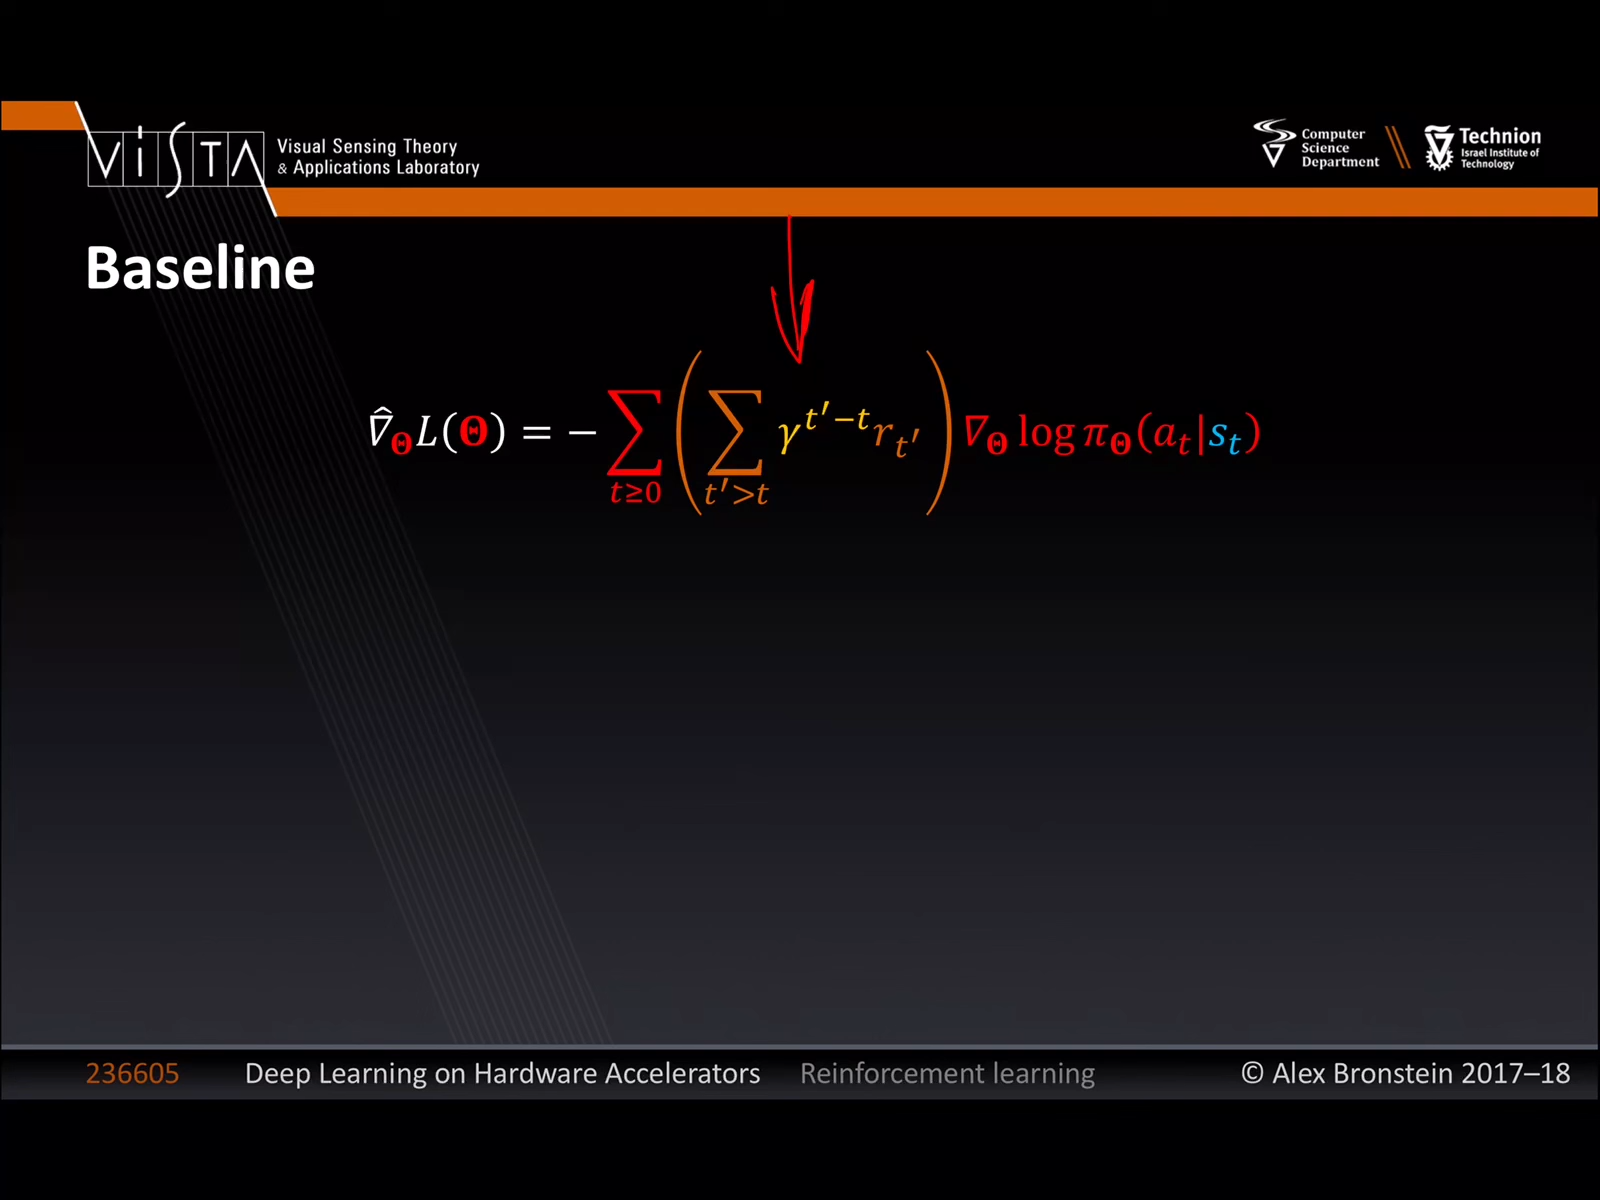 ViSTA
Visual Sensing Theory
& Applications Laboratory
Computer
Science
Department
Technion
Israel Institute of
Technology
Baseline
∇̂_Θ L(Θ) = − ∑_{t≥0} ( ∑_{t′>t} γ^{t′−t} r_{t′} ) ∇_Θ log π_Θ(a_t|s_t)
236605 Deep Learning on Hardware Accelerators Reinforcement learning © Alex Bronstein 2017–18